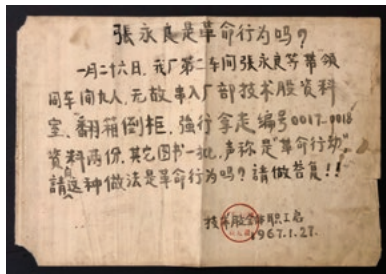 张永良是革命行为吗？
一月二六日，我厂第二车间张永良等带领
同车间九人，无故串入厂部技术股资料
室，翻箱倒柜，强行拿走编号0017-0018
资料两份，其它图书一批，声称是"革命行动"。
請这种做法是革命行为吗？請做答复！！
技术股全体职工启
1967.1.27.